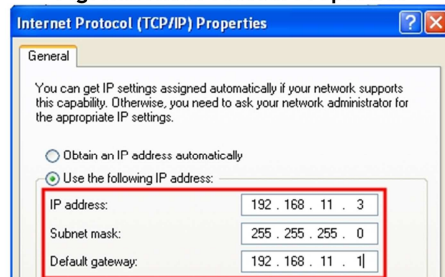 Internet Protocol (TCP/IP) Properties
General
You can get IP settings assigned automatically if your network supports
this capability. Otherwise, you need to ask your network administrator for
the appropriate IP settings.
Obtain an IP address automatically
Use the following IP address:
IP address: 192 . 168 . 11 . 3
Subnet mask: 255 . 255 . 255 . 0
Default gateway: 192 . 168 . 11 . 1